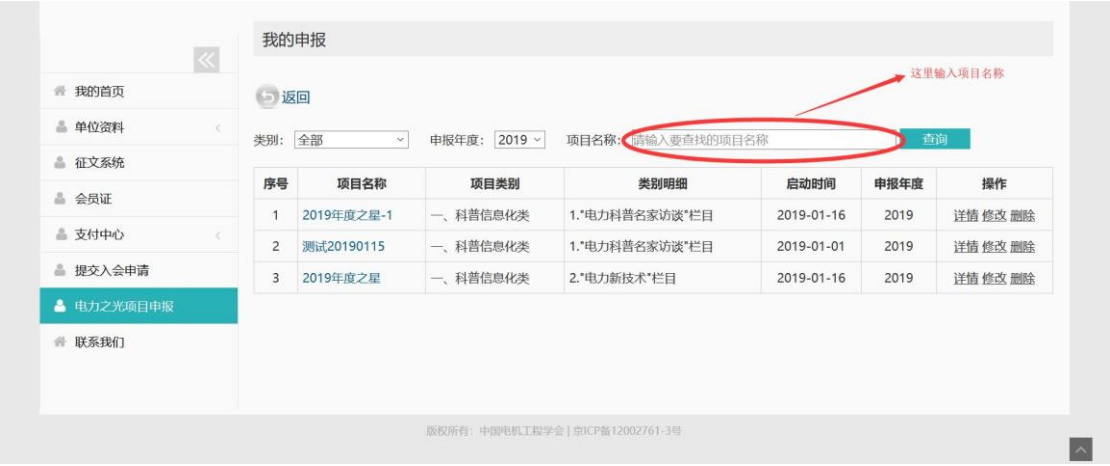 我的申报
这里输入项目名称
我的首页
单位资料
征文系统
会员证
支付中心
提交入会申请
电力之光项目申报
联系我们
返回
类别： 全部 申报年度： 2019 项目名称： 请输入要查找的项目名称 查询
序号 项目名称 项目类别 类别明细 启动时间 申报年度 操作
1 2019年度之星-1 一、科普信息化类 1."电力科普名家访谈"栏目 2019-01-16 2019 详情 修改 删除
2 测试20190115 一、科普信息化类 1."电力科普名家访谈"栏目 2019-01-01 2019 详情 修改 删除
3 2019年度之星 一、科普信息化类 2."电力新技术"栏目 2019-01-16 2019 详情 修改 删除
版权所有：中国电机工程学会 | 京ICP备12002761-3号